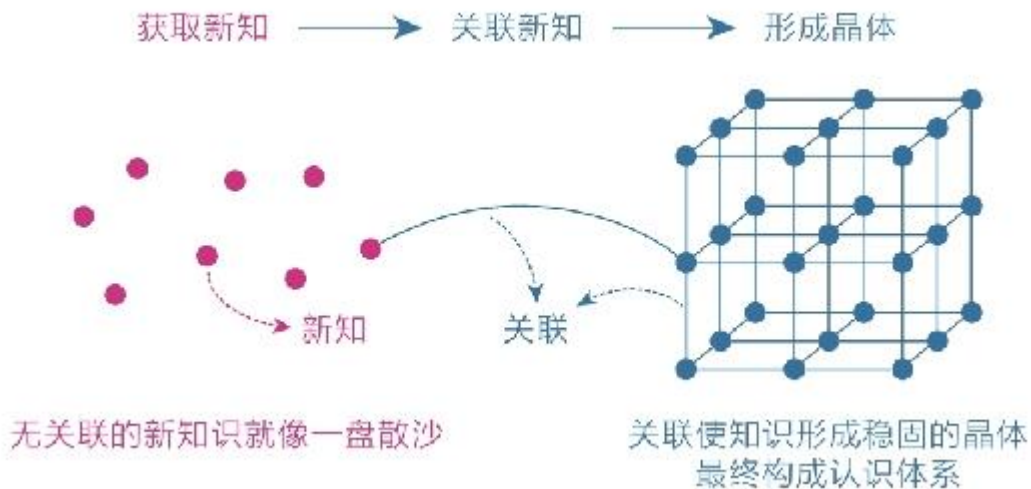 获取新知 关联新知 形成晶体
新知
关联
无关联的新知识就像一盘散沙
关联使知识形成稳固的晶体
最终构成认识体系